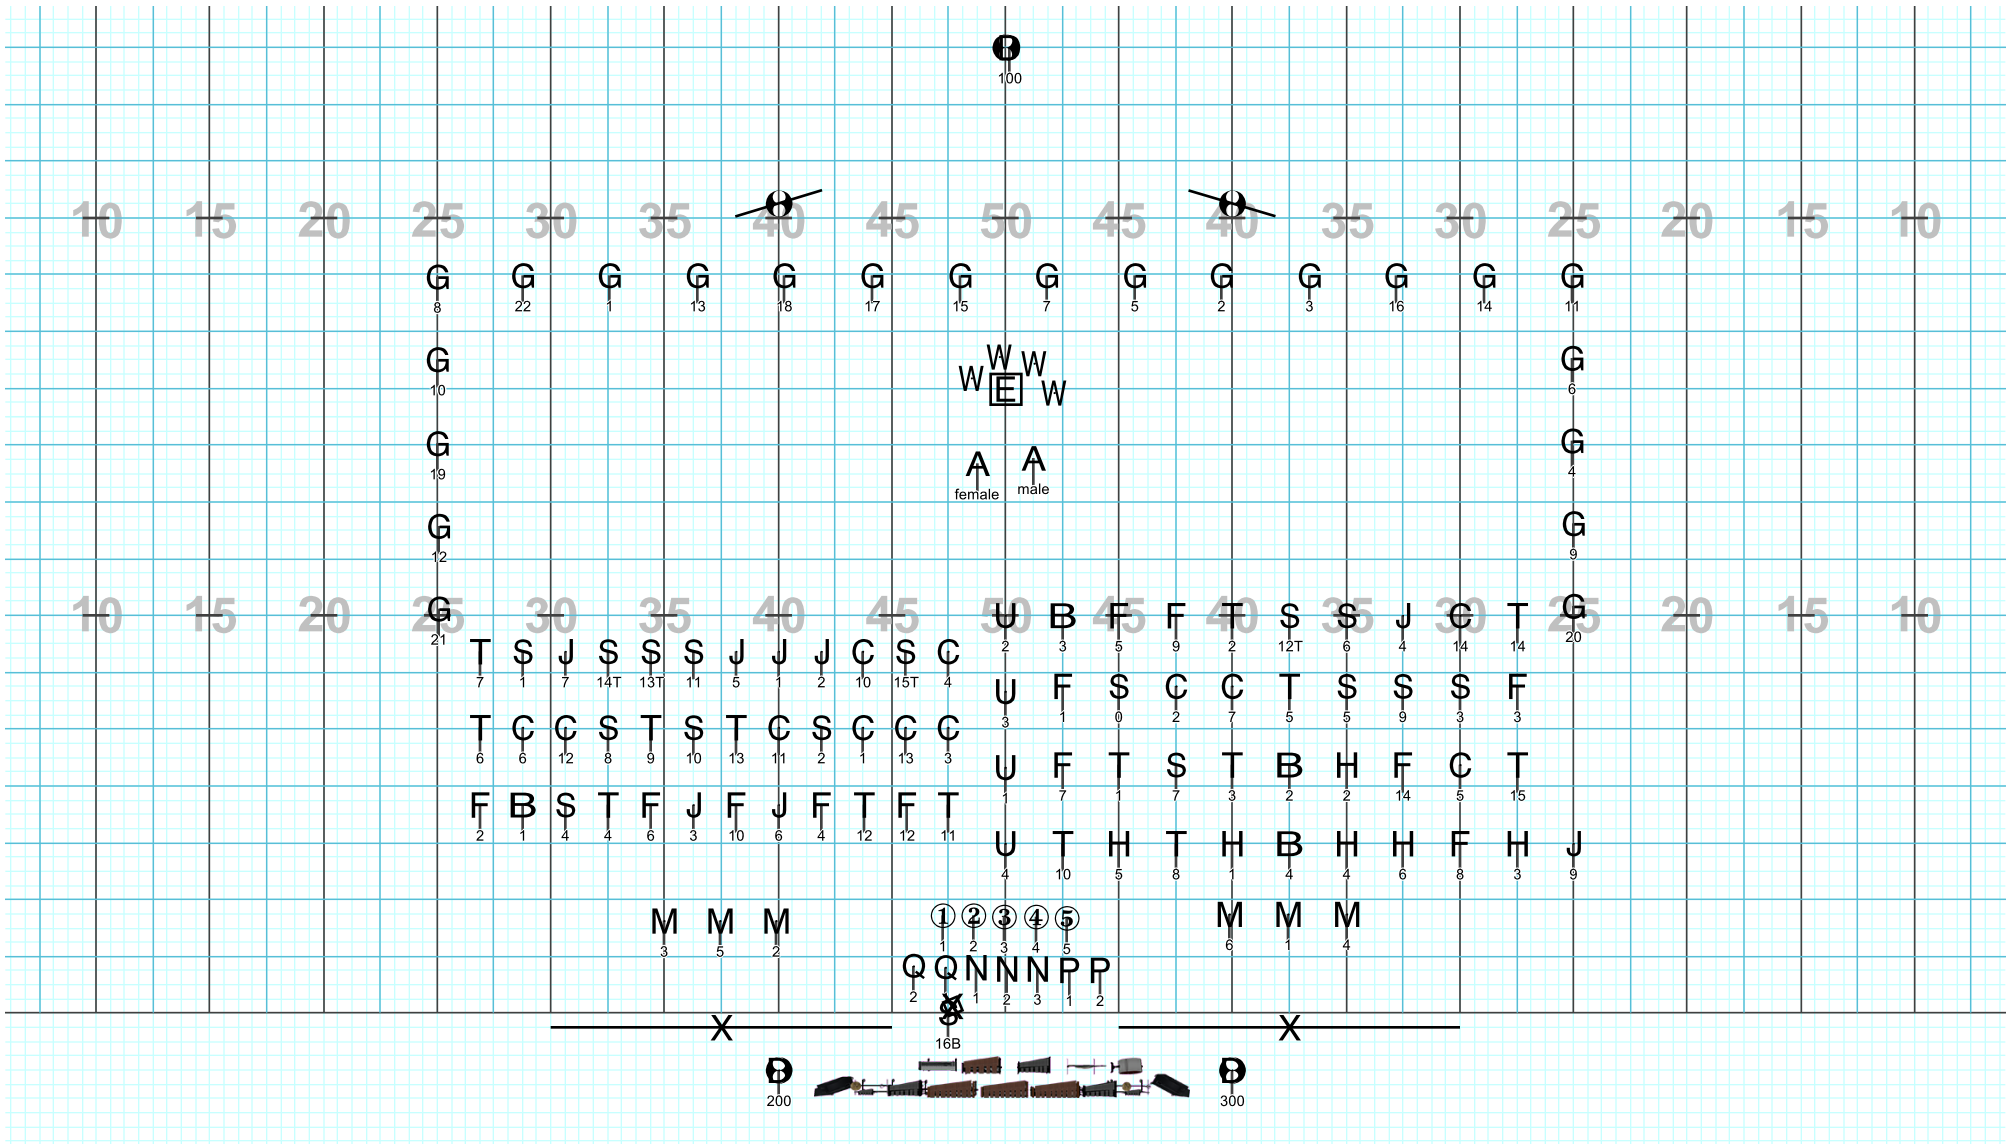 B
100
10 15 20 25 30 35 40 45 50 45 40 35 30 25 20 15 10
G G G G G G G G G G G G G G
8 22 1 13 18 17 15 7 5 2 3 16 14 11
W W W W
E
G G
10 6
G A A G
19 female male 4
G G
12 9
10 15 20 25 30 35 40 45 50 45 40 35 30 25 20 15 10
G U B F F T S S J C T G
21 2 3 5 9 2 12T 6 4 14 14 20
T S J S S S J J J C S C
7 1 7 14T 13T 11 5 1 2 10 15T 4
U F S C C T S S S F
3 1 0 2 7 5 5 9 3 3
T C C S T S T C S C C C
6 6 12 8 9 10 13 11 2 1 13 3
U F T S T B H F C T
1 7 1 7 3 2 2 14 5 15
F B S T F J F J F T F T
2 1 4 4 6 3 10 6 4 12 12 11
U T H T H B H H F H J
4 10 5 8 1 4 4 6 8 3 9
M M M ① ② ③ ④ ⑤ M M M
3 5 2 1 2 3 4 5 6 1 4
Q Q N N N P P
2 1 2 3 1 2
S
16B
X X
D D
200 300